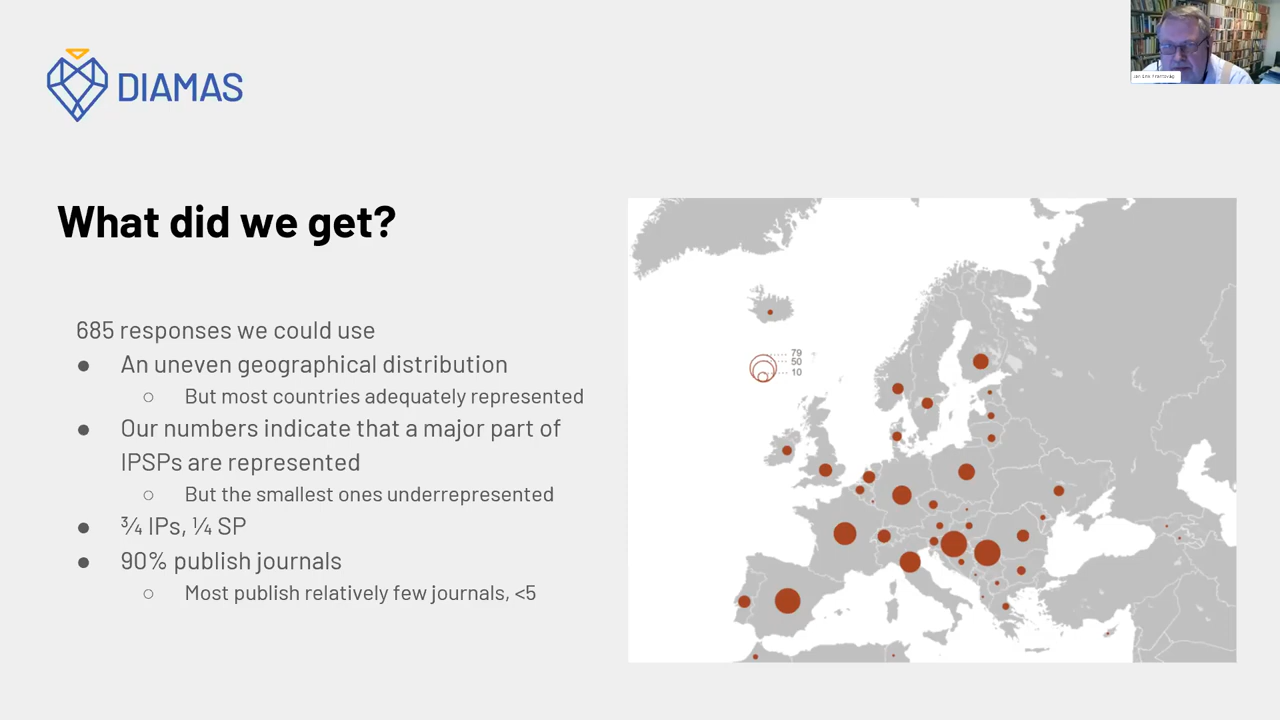 DIAMAS
What did we get?
685 responses we could use
● An uneven geographical distribution
○ But most countries adequately represented
● Our numbers indicate that a major part of
IPSPs are represented
○ But the smallest ones underrepresented
● ¾ IPs, ¼ SP
● 90% publish journals
○ Most publish relatively few journals, <5
79
50
10